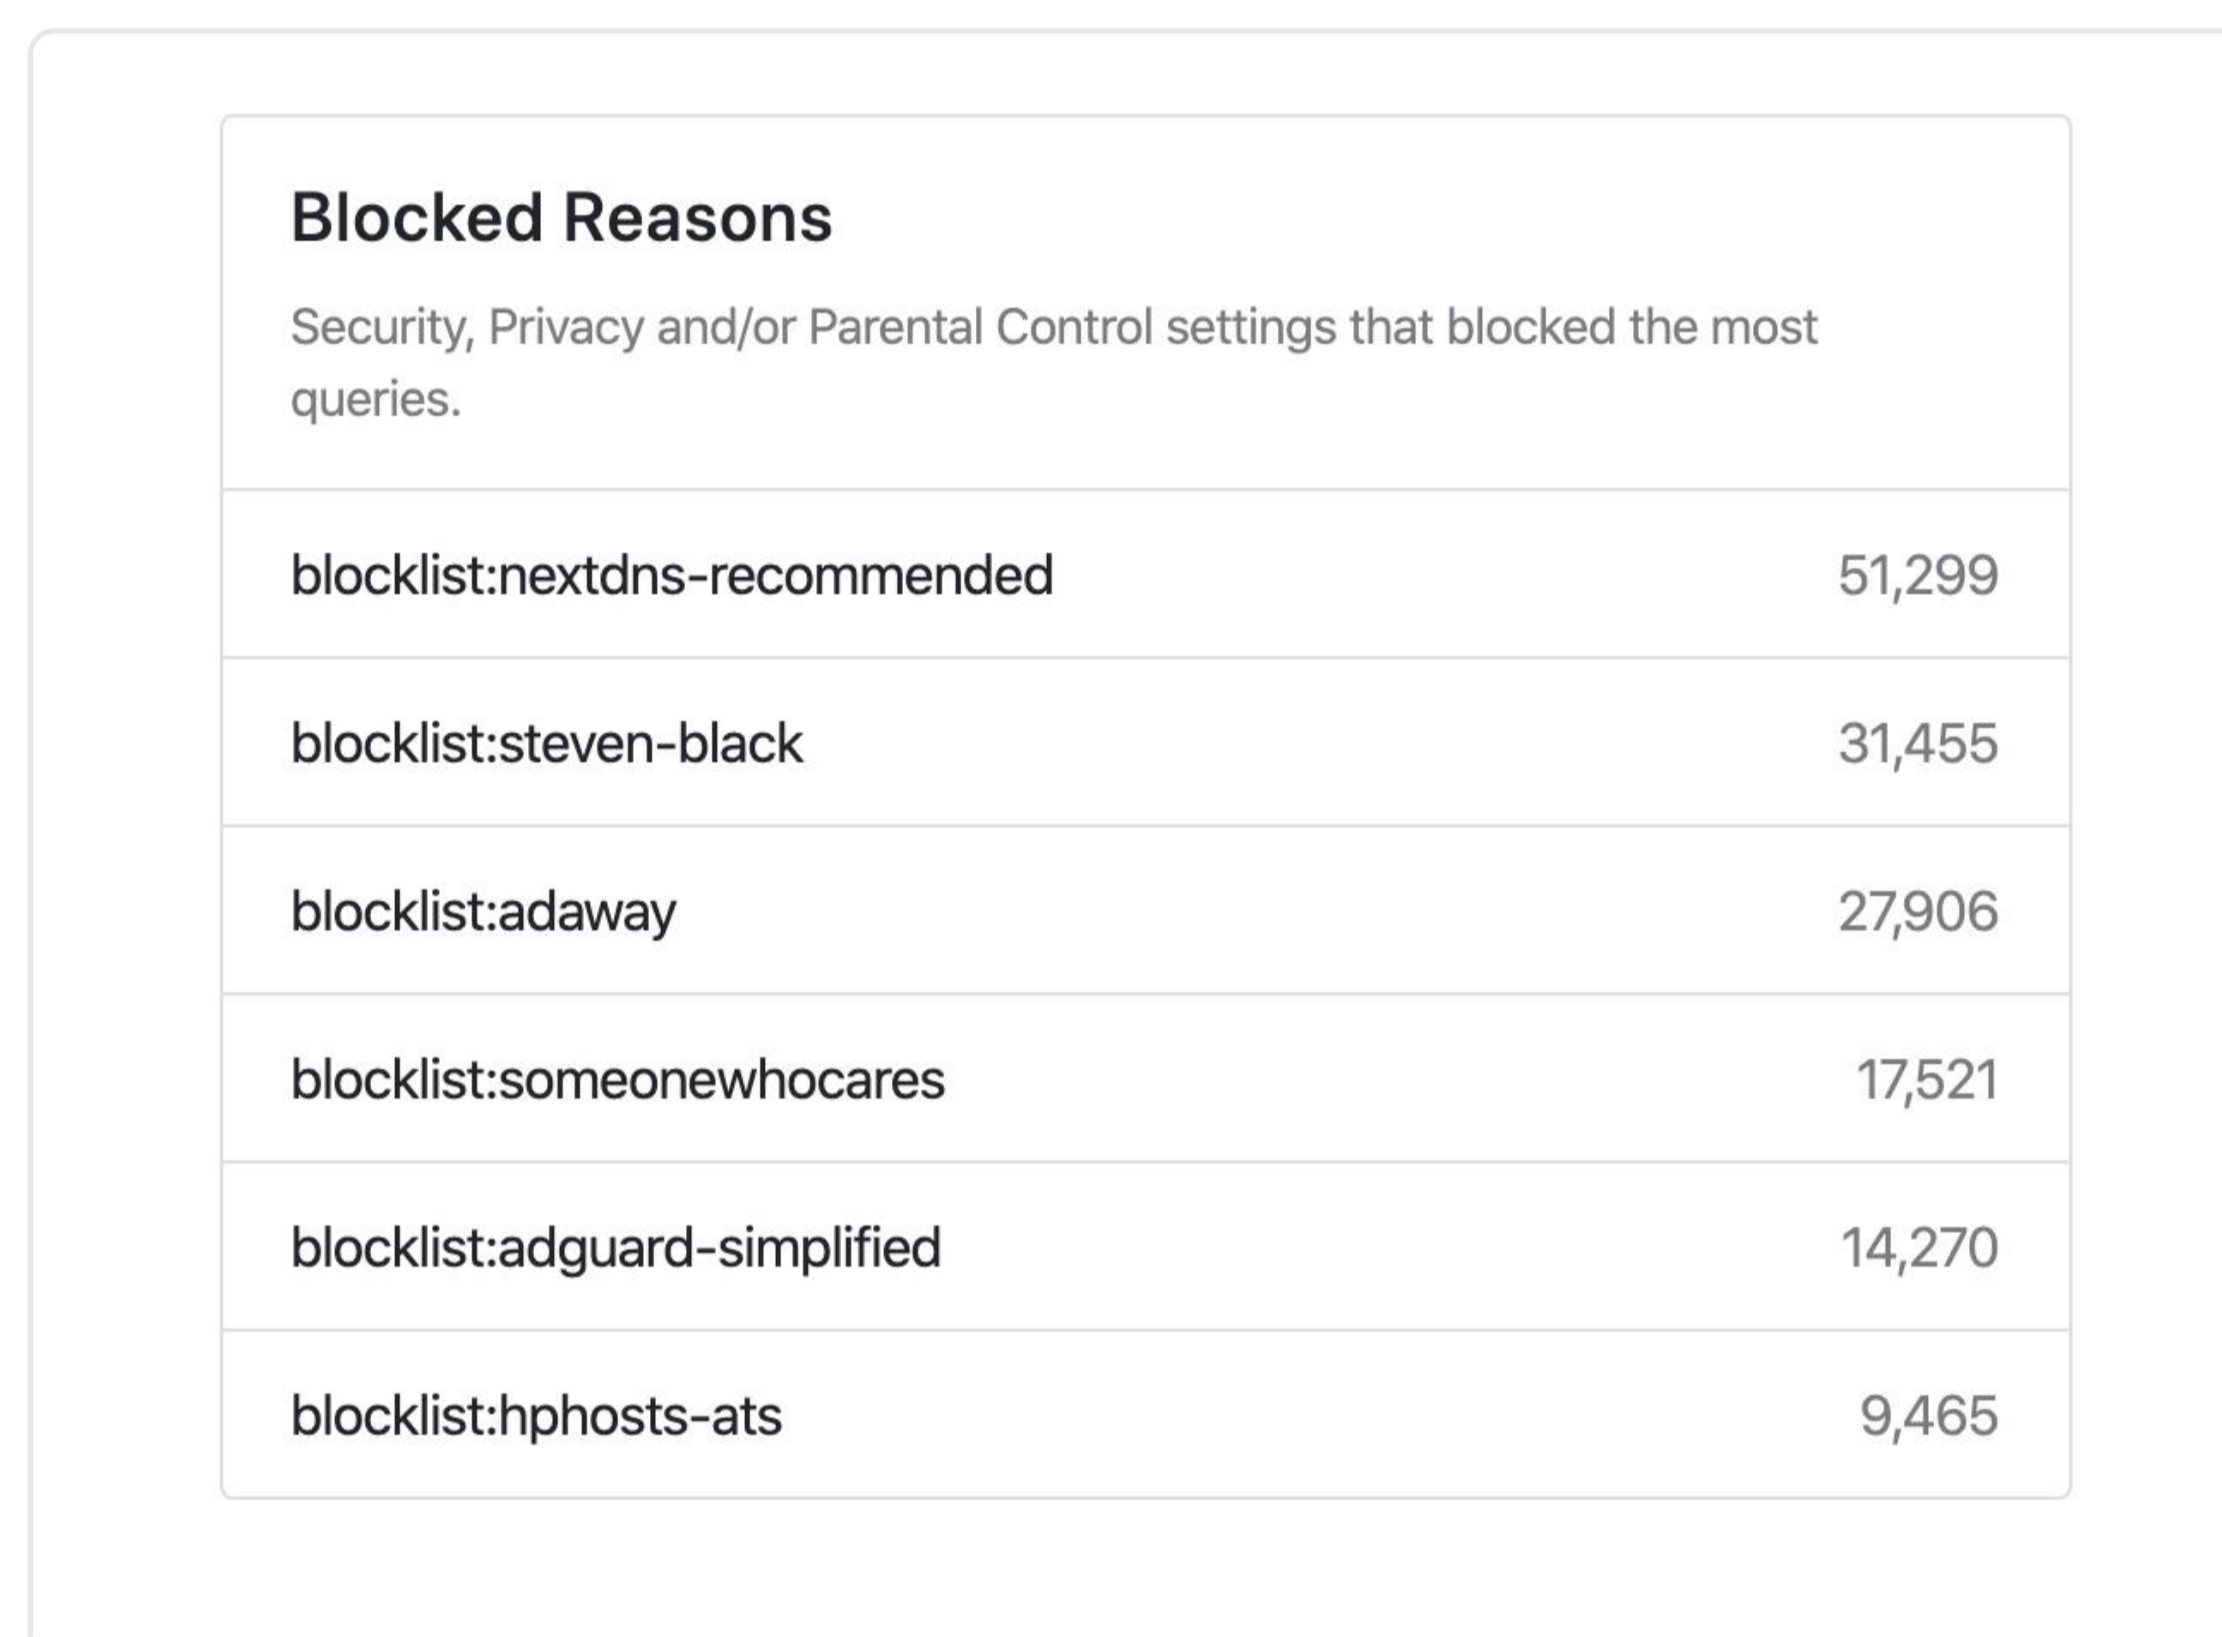 Blocked Reasons
Security, Privacy and/or Parental Control settings that blocked the most
queries.
blocklist:nextdns-recommended 51,299
blocklist:steven-black 31,455
blocklist:adaway 27,906
blocklist:someonewhocares 17,521
blocklist:adguard-simplified 14,270
blocklist:hphosts-ats 9,465